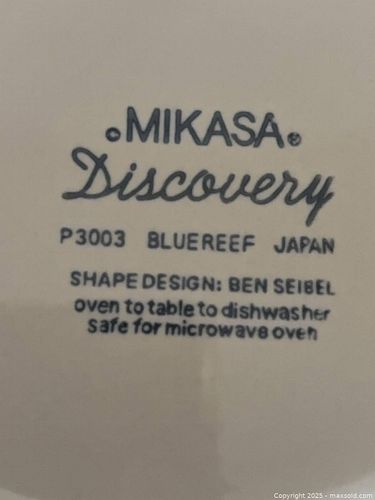 MIKASA®
Discovery
P3003 BLUEREEF JAPAN
SHAPE DESIGN: BEN SEIBEL
oven to table to dishwasher
safe for microwave oven
Copyright 2025 - maxsold.com